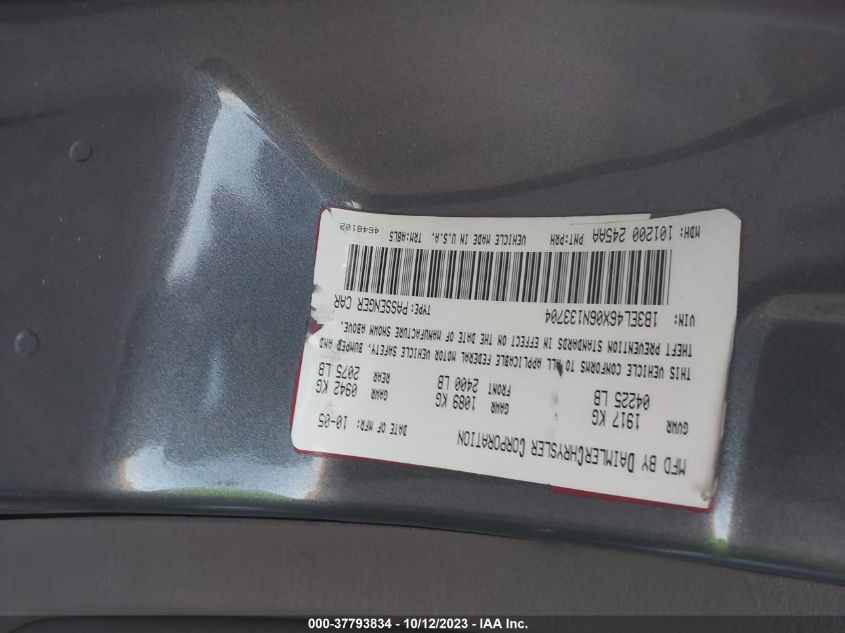 MFD BY DAIMLERCHRYSLER CORPORATION
DATE OF MFR: 10-05
GVWR
1917 KG
04225 LB
GAWR
FRONT
1089 KG
2400 LB
GAWR
REAR
0942 KG
2075 LB
THIS VEHICLE CONFORMS TO ALL APPLICABLE FEDERAL MOTOR VEHICLE SAFETY, BUMPER AND
THEFT PREVENTION STANDARDS IN EFFECT ON THE DATE OF MANUFACTURE SHOWN ABOVE.
VIN: 1B3EL46X06N133704 TYPE: PASSENGER CAR
MDH: 101200 245AA PNT:PRH VEHICLE MADE IN U.S.A. TRM:ABL5
4648102
000-37793834 - 10/12/2023 - IAA Inc.